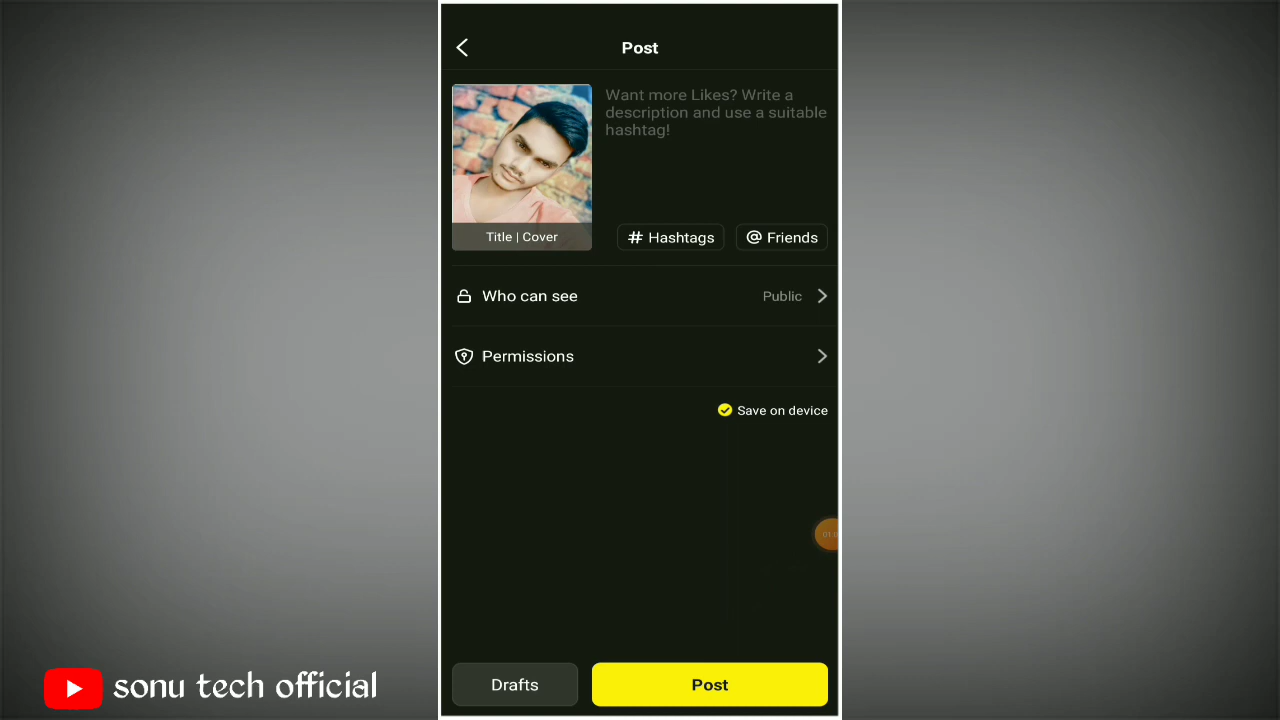 Post
Want more Likes? Write a
description and use a suitable
hashtag!
Title | Cover
# Hashtags
@ Friends
Who can see
Public
Permissions
Save on device
Drafts
Post
sonu tech official